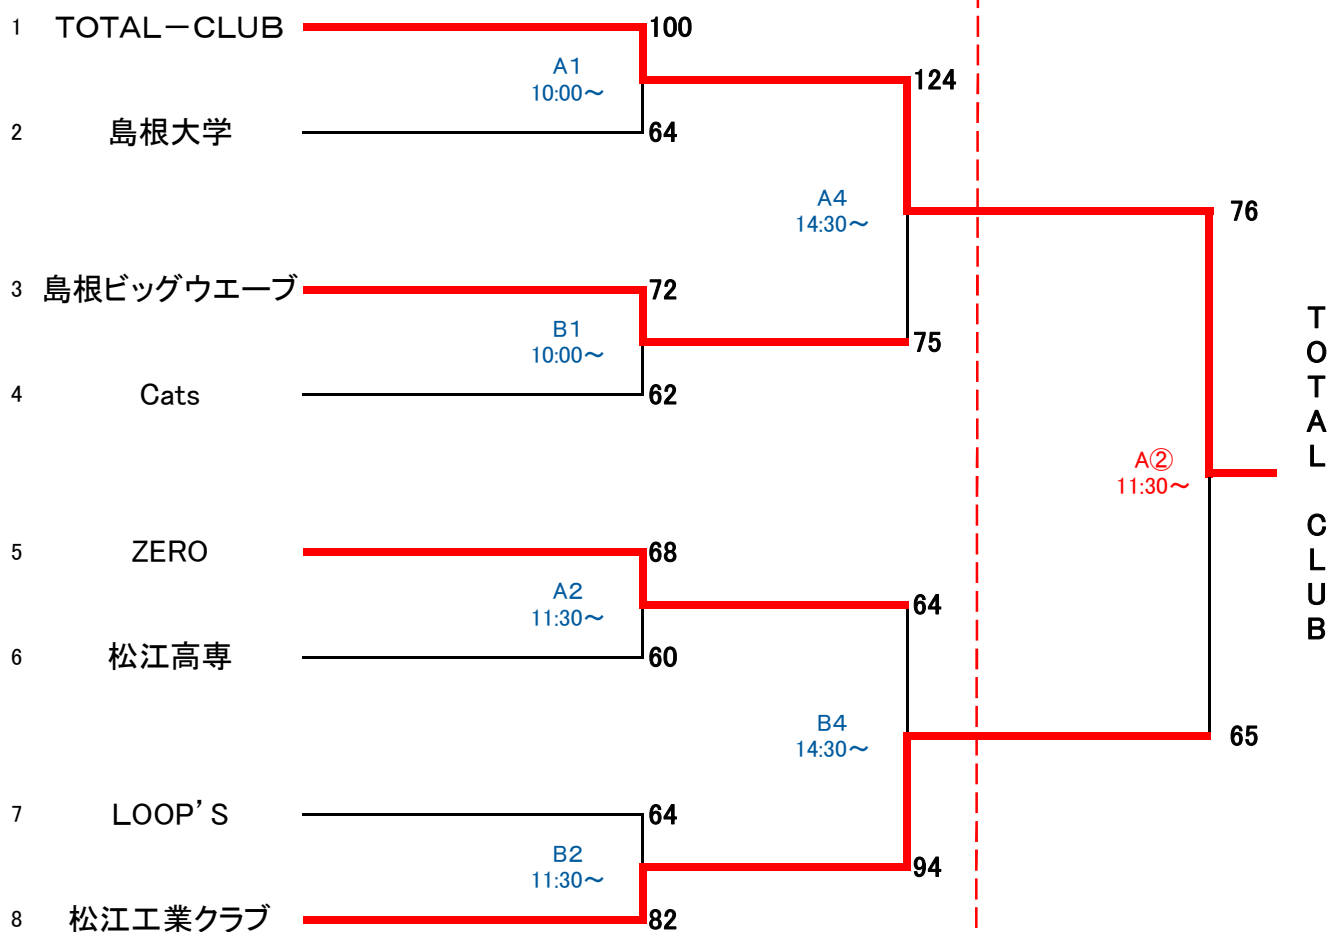 1 TOTAL－CLUB 100
A1
10:00～
124
2 島根大学 64
A4
14:30～
76
3 島根ビッグウエーブ 72
B1
10:00～
75
4 Cats 62
A②
11:30～
TOTAL CLUB
5 ZERO 68
A2
11:30～
64
6 松江高専 60
B4
14:30～
65
7 LOOP’S 64
B2
11:30～
94
8 松江工業クラブ 82